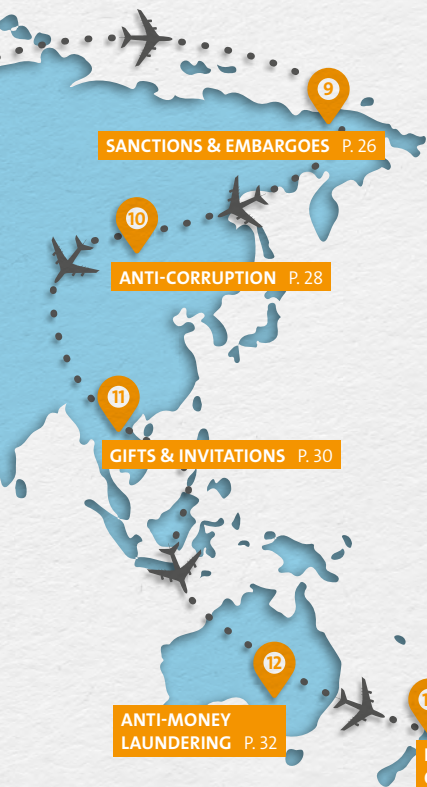 9
SANCTIONS & EMBARGOES P. 26
10
ANTI-CORRUPTION P. 28
11
GIFTS & INVITATIONS P. 30
12
ANTI-MONEY
LAUNDERING P. 32